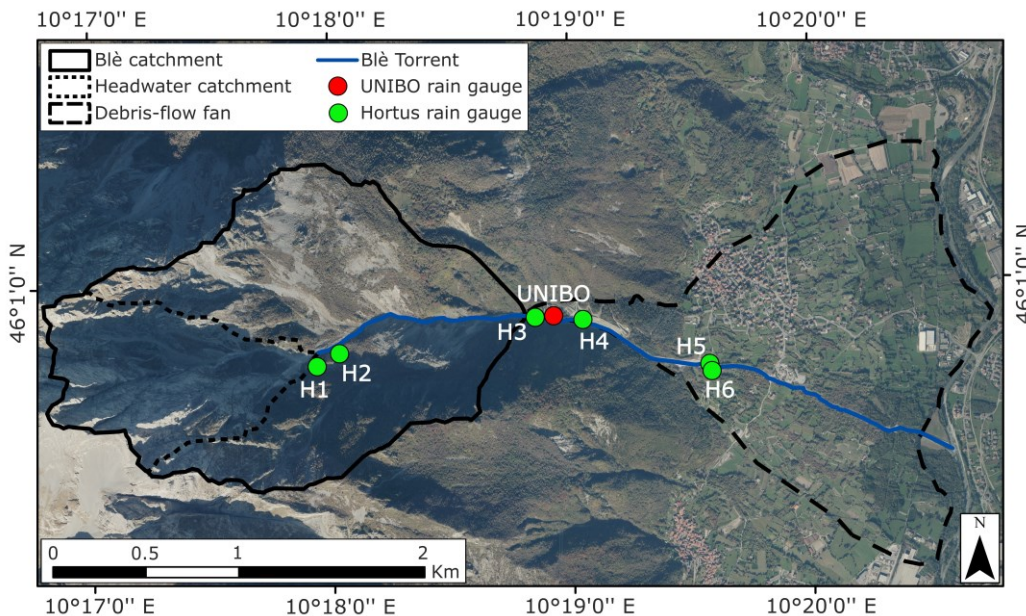 10°17'0'' E 10°18'0'' E 10°19'0'' E 10°20'0'' E
Blè catchment
Headwater catchment
Debris-flow fan
Blè Torrent
UNIBO rain gauge
Hortus rain gauge
46°1'0'' N
46°1'0'' N
UNIBO
H3
H4
H1
H2
H5
H6
0 0.5 1 2
Km
N
10°17'0'' E 10°18'0'' E 10°19'0'' E 10°20'0'' E